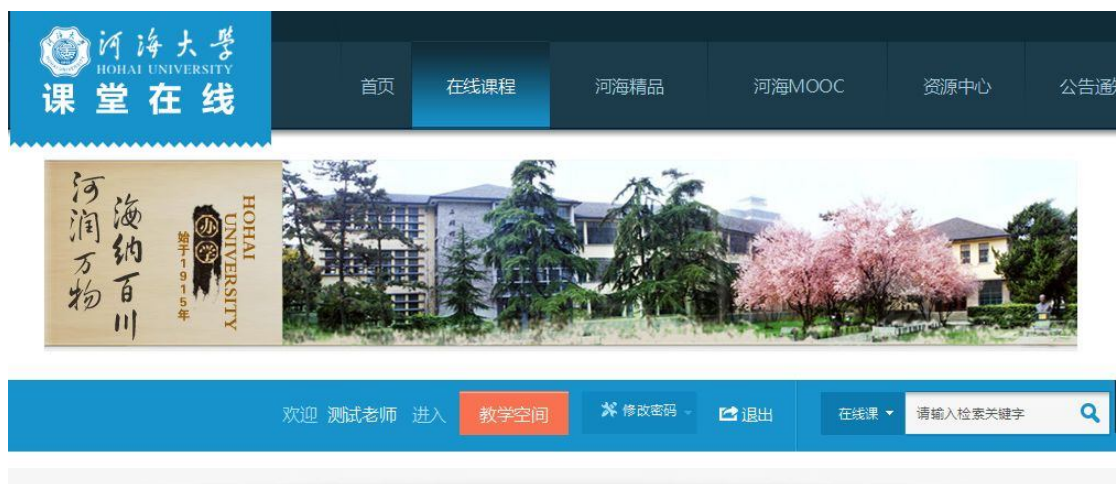 河海大學
HOHAI UNIVERSITY
课堂在线
首页
在线课程
河海精品
河海MOOC
资源中心
公告通知
海纳百川
河润万物
办学
始于1915年
HOHAI
UNIVERSITY
欢迎 测试老师 进入 教学空间 修改密码 退出 在线课 请输入检索关键字